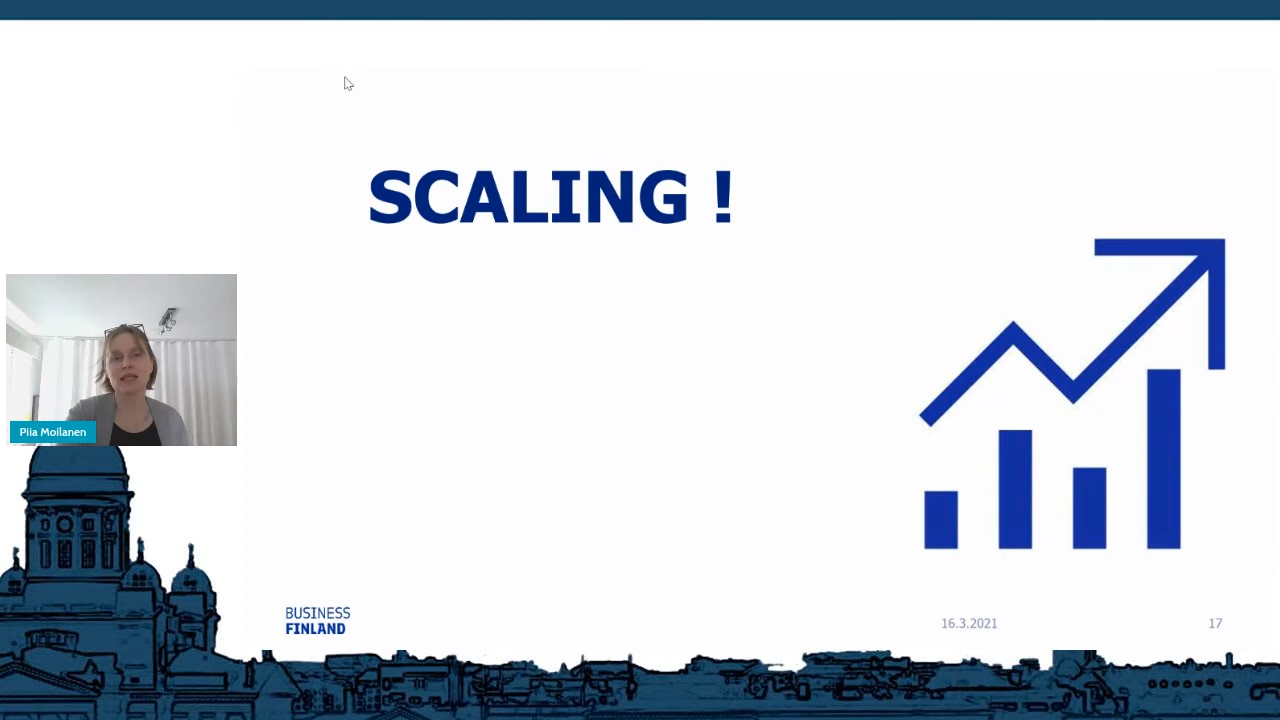 SCALING !
Piia Moilanen
BUSINESS
FINLAND
16.3.2021
17